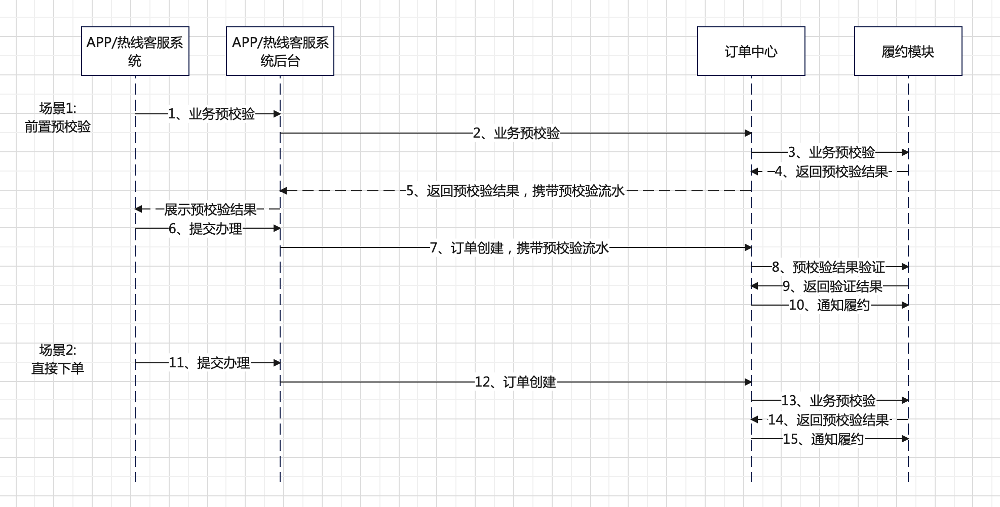 APP/热线客服系
统
APP/热线客服系
统后台
订单中心
履约模块
场景1:
前置预校验
1、业务预校验
2、业务预校验
3、业务预校验
4、返回预校验结果
5、返回预校验结果，携带预校验流水
展示预校验结果
6、提交办理
7、订单创建，携带预校验流水
8、预校验结果验证
9、返回验证结果
10、通知履约
场景2:
直接下单
11、提交办理
12、订单创建
13、业务预校验
14、返回预校验结果
15、通知履约